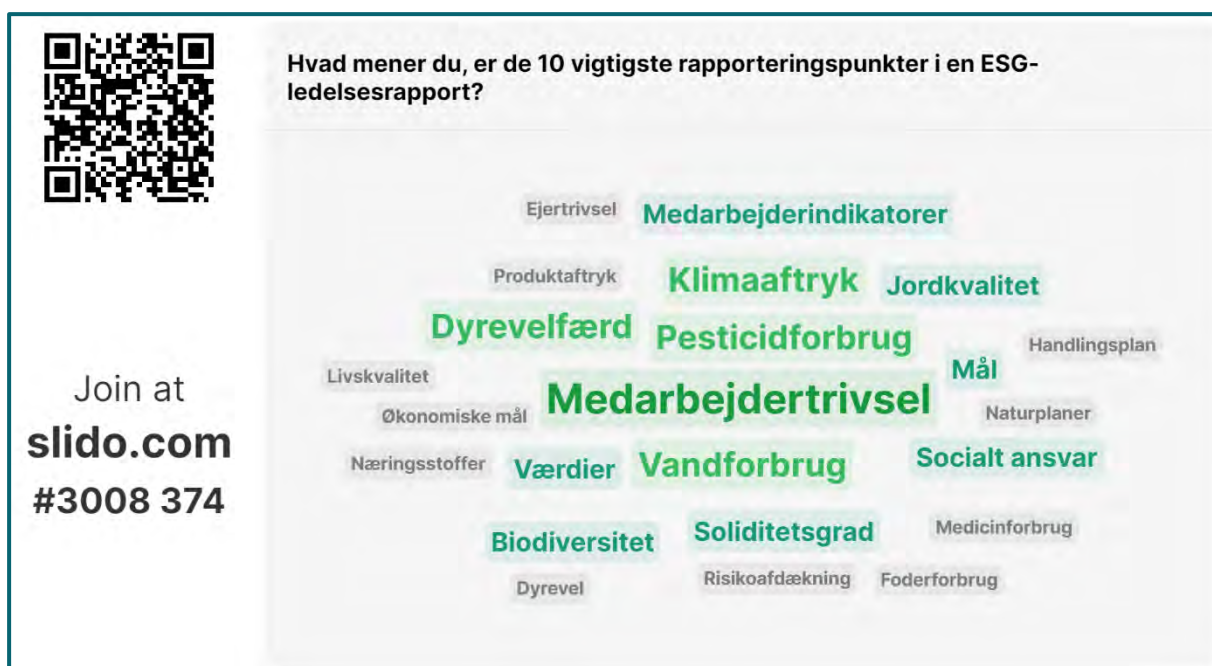 Hvad mener du, er de 10 vigtigste rapporteringspunkter i en ESG-
ledelsesrapport?
Join at
slido.com
#3008 374
Ejertrivsel
Medarbejderindikatorer
Produktaftryk
Klimaaftryk
Jordkvalitet
Dyrevelfærd
Pesticidforbrug
Handlingsplan
Livskvalitet
Mål
Økonomiske mål
Medarbejdertrivsel
Naturplaner
Næringsstoffer
Værdier
Vandforbrug
Socialt ansvar
Biodiversitet
Soliditetsgrad
Medicinforbrug
Dyrevel
Risikoafdækning
Foderforbrug